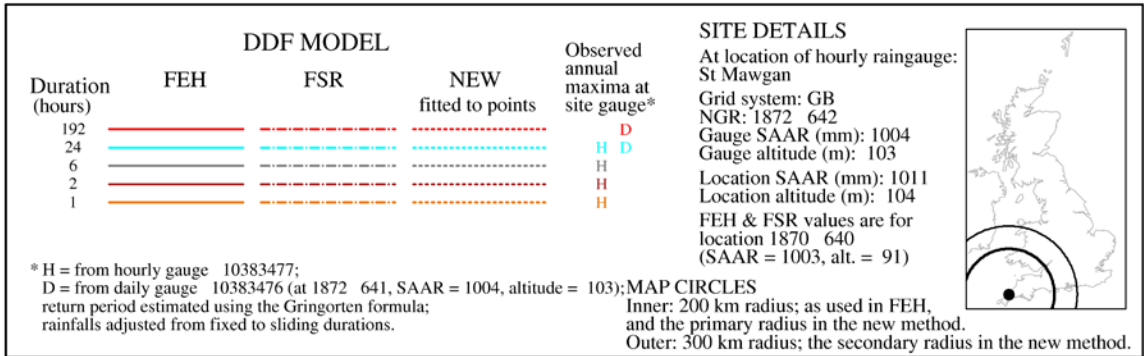 DDF MODEL
Duration
(hours)
FEH
FSR
NEW
fitted to points
Observed
annual
maxima at
site gauge*
192
D
24
H D
6
H
2
H
1
H
* H = from hourly gauge 10383477;
D = from daily gauge 10383476 (at 1872 641, SAAR = 1004, altitude = 103);
return period estimated using the Gringorten formula;
rainfalls adjusted from fixed to sliding durations.
SITE DETAILS
At location of hourly raingauge:
St Mawgan
Grid system: GB
NGR: 1872 642
Gauge SAAR (mm): 1004
Gauge altitude (m): 103
Location SAAR (mm): 1011
Location altitude (m): 104
FEH & FSR values are for
location 1870 640
(SAAR = 1003, alt. = 91)
MAP CIRCLES
Inner: 200 km radius; as used in FEH,
and the primary radius in the new method.
Outer: 300 km radius; the secondary radius in the new method.